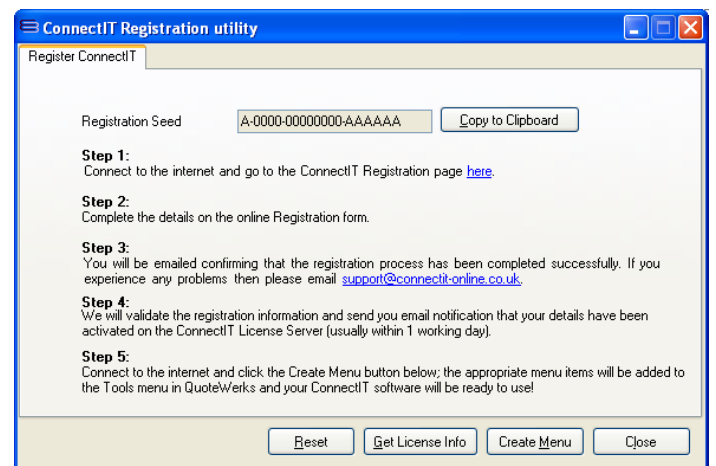 ConnectIT Registration utility
Register ConnectIT
Registration Seed A-0000-00000000-AAAAAA Copy to Clipboard
Step 1:
Connect to the internet and go to the ConnectIT Registration page here.
Step 2:
Complete the details on the online Registration form.
Step 3:
You will be emailed confirming that the registration process has been completed successfully. If you
experience any problems then please email support@connectit-online.co.uk.
Step 4:
We will validate the registration information and send you email notification that your details have been
activated on the ConnectIT License Server (usually within 1 working day).
Step 5:
Connect to the internet and click the Create Menu button below; the appropriate menu items will be added to
the Tools menu in QuoteWerks and your ConnectIT software will be ready to use!
Reset Get License Info Create Menu Close